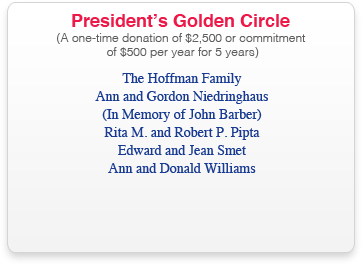 President’s Golden Circle
(A one-time donation of $2,500 or commitment
of $500 per year for 5 years)
The Hoffman Family
Ann and Gordon Niedringhaus
(In Memory of John Barber)
Rita M. and Robert P. Pipta
Edward and Jean Smet
Ann and Donald Williams